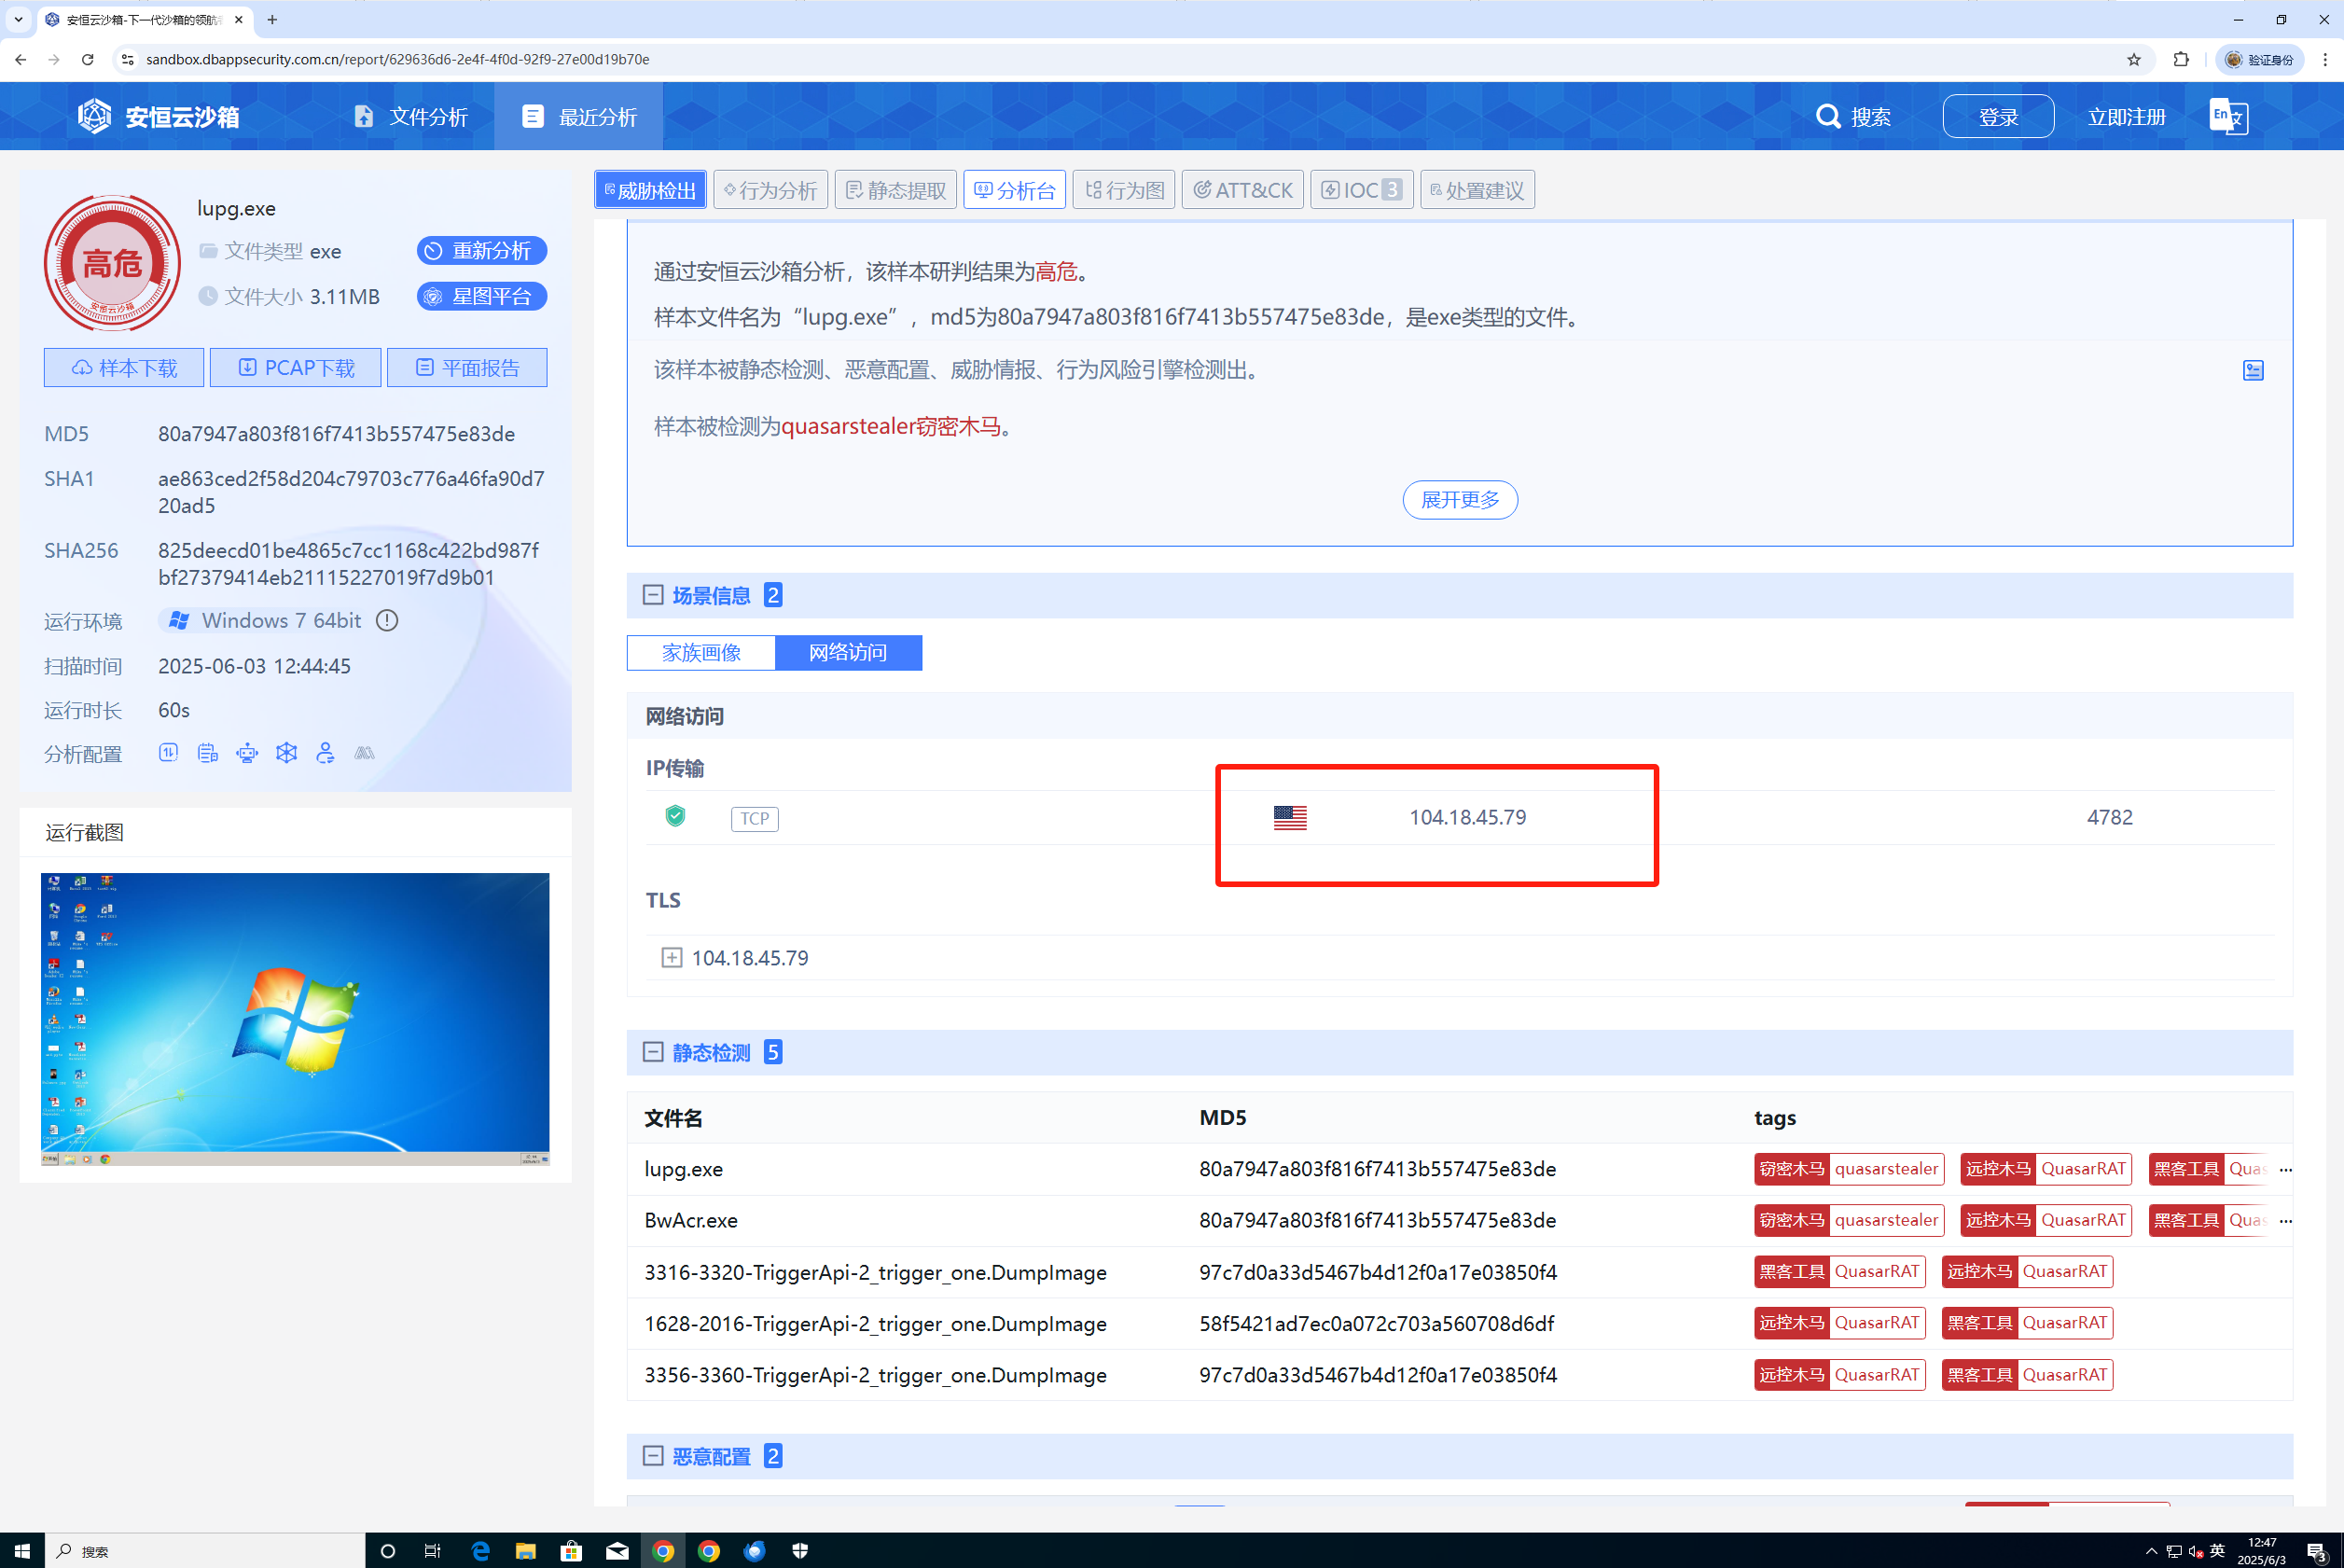 安恒云沙箱-下一代沙箱的领航
sandbox.dbappsecurity.com.cn/report/629636d6-2e4f-4f0d-92f9-27e00d19b70e
验证身份
安恒云沙箱
文件分析
最近分析
搜索
登录
立即注册
En 文
lupg.exe
高危
安恒云沙箱
文件类型 exe
重新分析
文件大小 3.11MB
星图平台
样本下载
PCAP下载
平面报告
MD5 80a7947a803f816f7413b557475e83de
SHA1 ae863ced2f58d204c79703c776a46fa90d7
20ad5
SHA256 825deecd01be4865c7cc1168c422bd987f
bf27379414eb21115227019f7d9b01
运行环境 Windows 7 64bit
扫描时间 2025-06-03 12:44:45
运行时长 60s
分析配置
运行截图
威胁检出
行为分析
静态提取
分析台
行为图
ATT&CK
IOC 3
处置建议
通过安恒云沙箱分析，该样本研判结果为高危。
样本文件名为“lupg.exe”，md5为80a7947a803f816f7413b557475e83de，是exe类型的文件。
该样本被静态检测、恶意配置、威胁情报、行为风险引擎检测出。
样本被检测为quasarstealer窃密木马。
展开更多
场景信息 2
家族画像
网络访问
网络访问
IP传输
TCP 104.18.45.79 4782
TLS
104.18.45.79
静态检测 5
文件名 MD5 tags
lupg.exe 80a7947a803f816f7413b557475e83de 窃密木马 quasarstealer 远控木马 QuasarRAT 黑客工具 Quas ...
BwAcr.exe 80a7947a803f816f7413b557475e83de 窃密木马 quasarstealer 远控木马 QuasarRAT 黑客工具 Quas ...
3316-3320-TriggerApi-2_trigger_one.DumpImage 97c7d0a33d5467b4d12f0a17e03850f4 黑客工具 QuasarRAT 远控木马 QuasarRAT
1628-2016-TriggerApi-2_trigger_one.DumpImage 58f5421ad7ec0a072c703a560708d6df 远控木马 QuasarRAT 黑客工具 QuasarRAT
3356-3360-TriggerApi-2_trigger_one.DumpImage 97c7d0a33d5467b4d12f0a17e03850f4 远控木马 QuasarRAT 黑客工具 QuasarRAT
恶意配置 2
搜索
英
12:47
2025/6/3
3